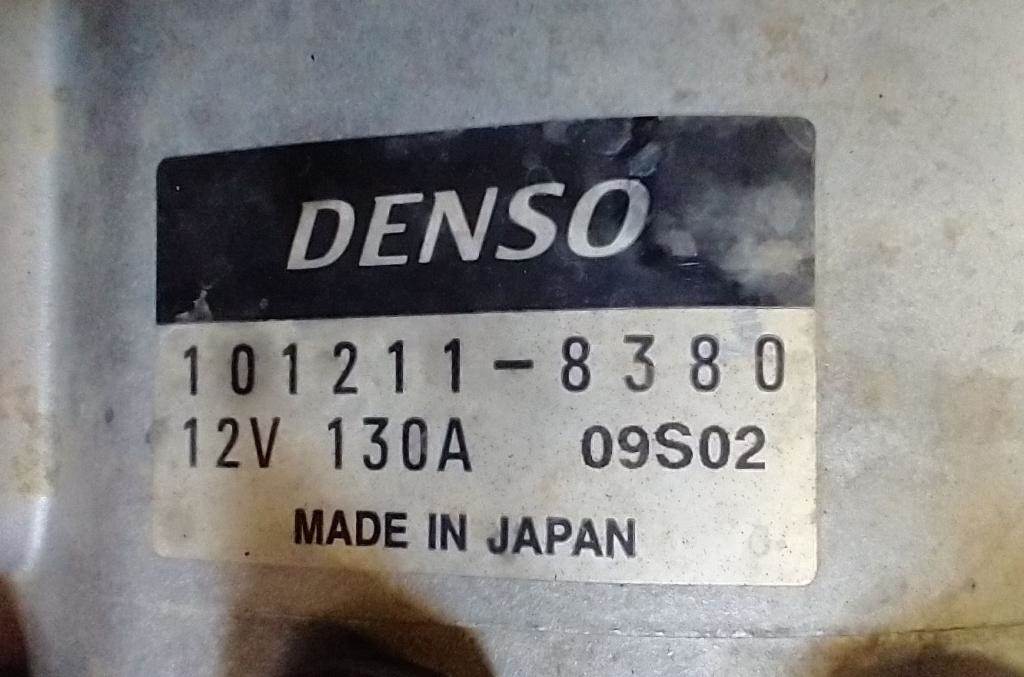 DENSO
101211-8380
12V 130A 09S02
MADE IN JAPAN